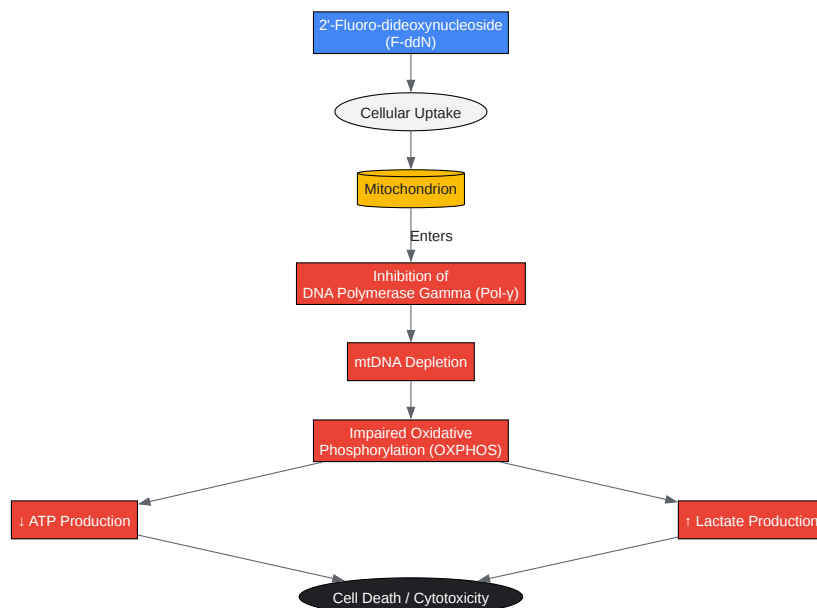 2'-Fluoro-dideoxynucleoside
(F-ddN)
Cellular Uptake
Mitochondrion
Enters
Inhibition of
DNA Polymerase Gamma (Pol-γ)
mtDNA Depletion
Impaired Oxidative
Phosphorylation (OXPHOS)
↓ ATP Production
↑ Lactate Production
Cell Death / Cytotoxicity